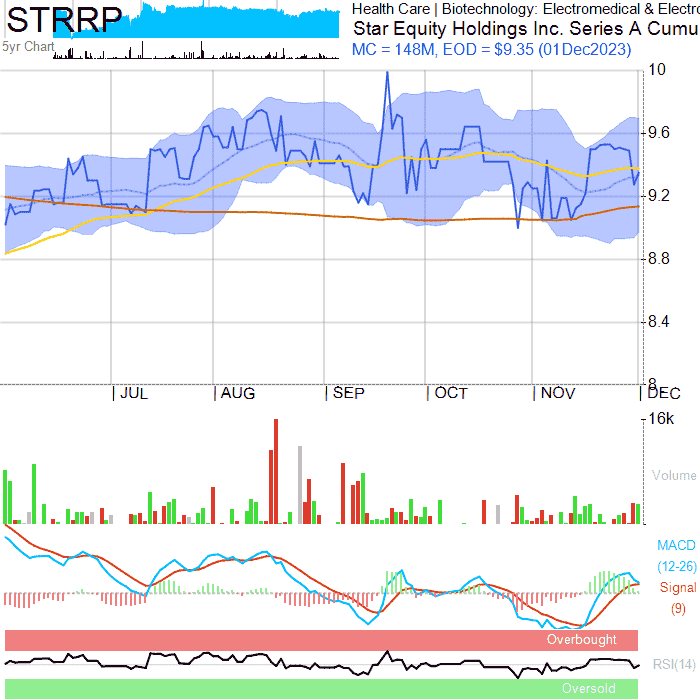 STRRP
5yr Chart
Health Care | Biotechnology: Electromedical & Electro
Star Equity Holdings Inc. Series A Cumu
MC = 148M, EOD = $9.35 (01Dec2023)
10
9.6
9.2
8.8
8.4
8
JUL
AUG
SEP
OCT
NOV
DEC
16k
Volume
MACD
(12-26)
Signal
(9)
Overbought
RSI(14)
Oversold